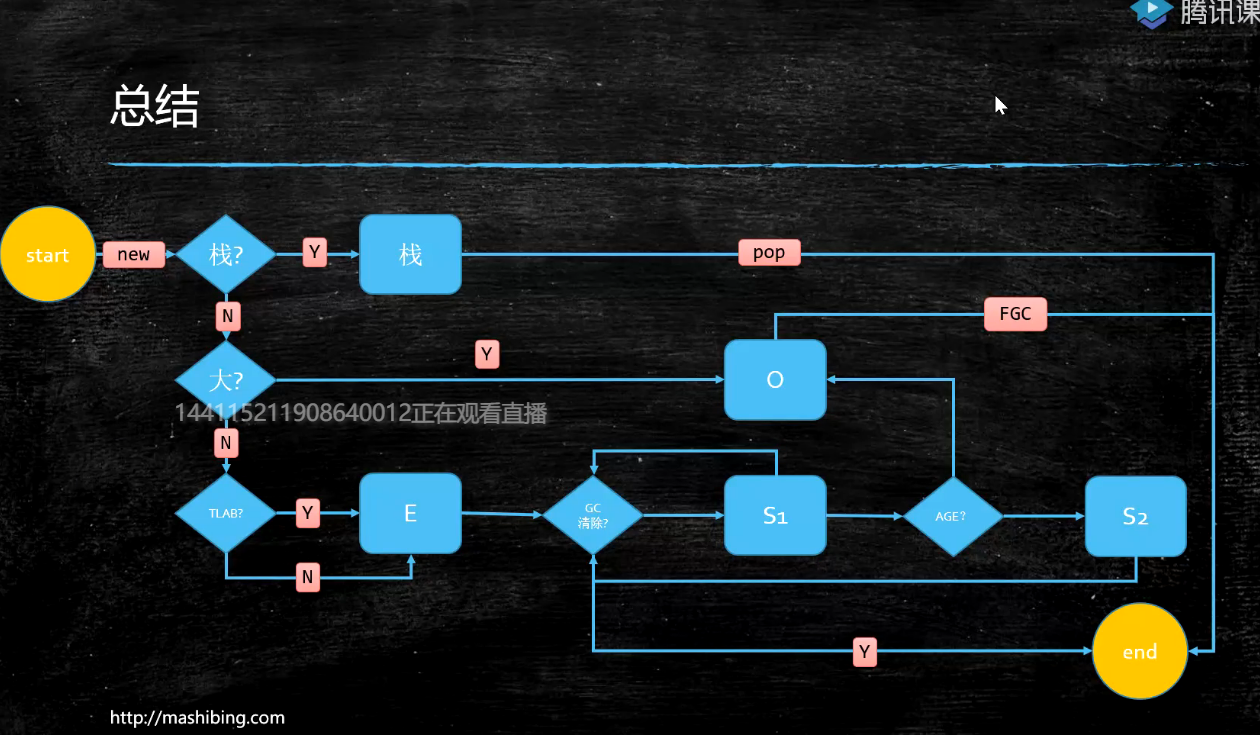 腾讯课
总结
start
new
栈?
Y
栈
pop
N
FGC
大?
Y
O
144115211908640012正在观看直播
N
TLAB?
Y
E
GC
清除?
S1
AGE?
S2
N
Y
end
http://mashibing.com